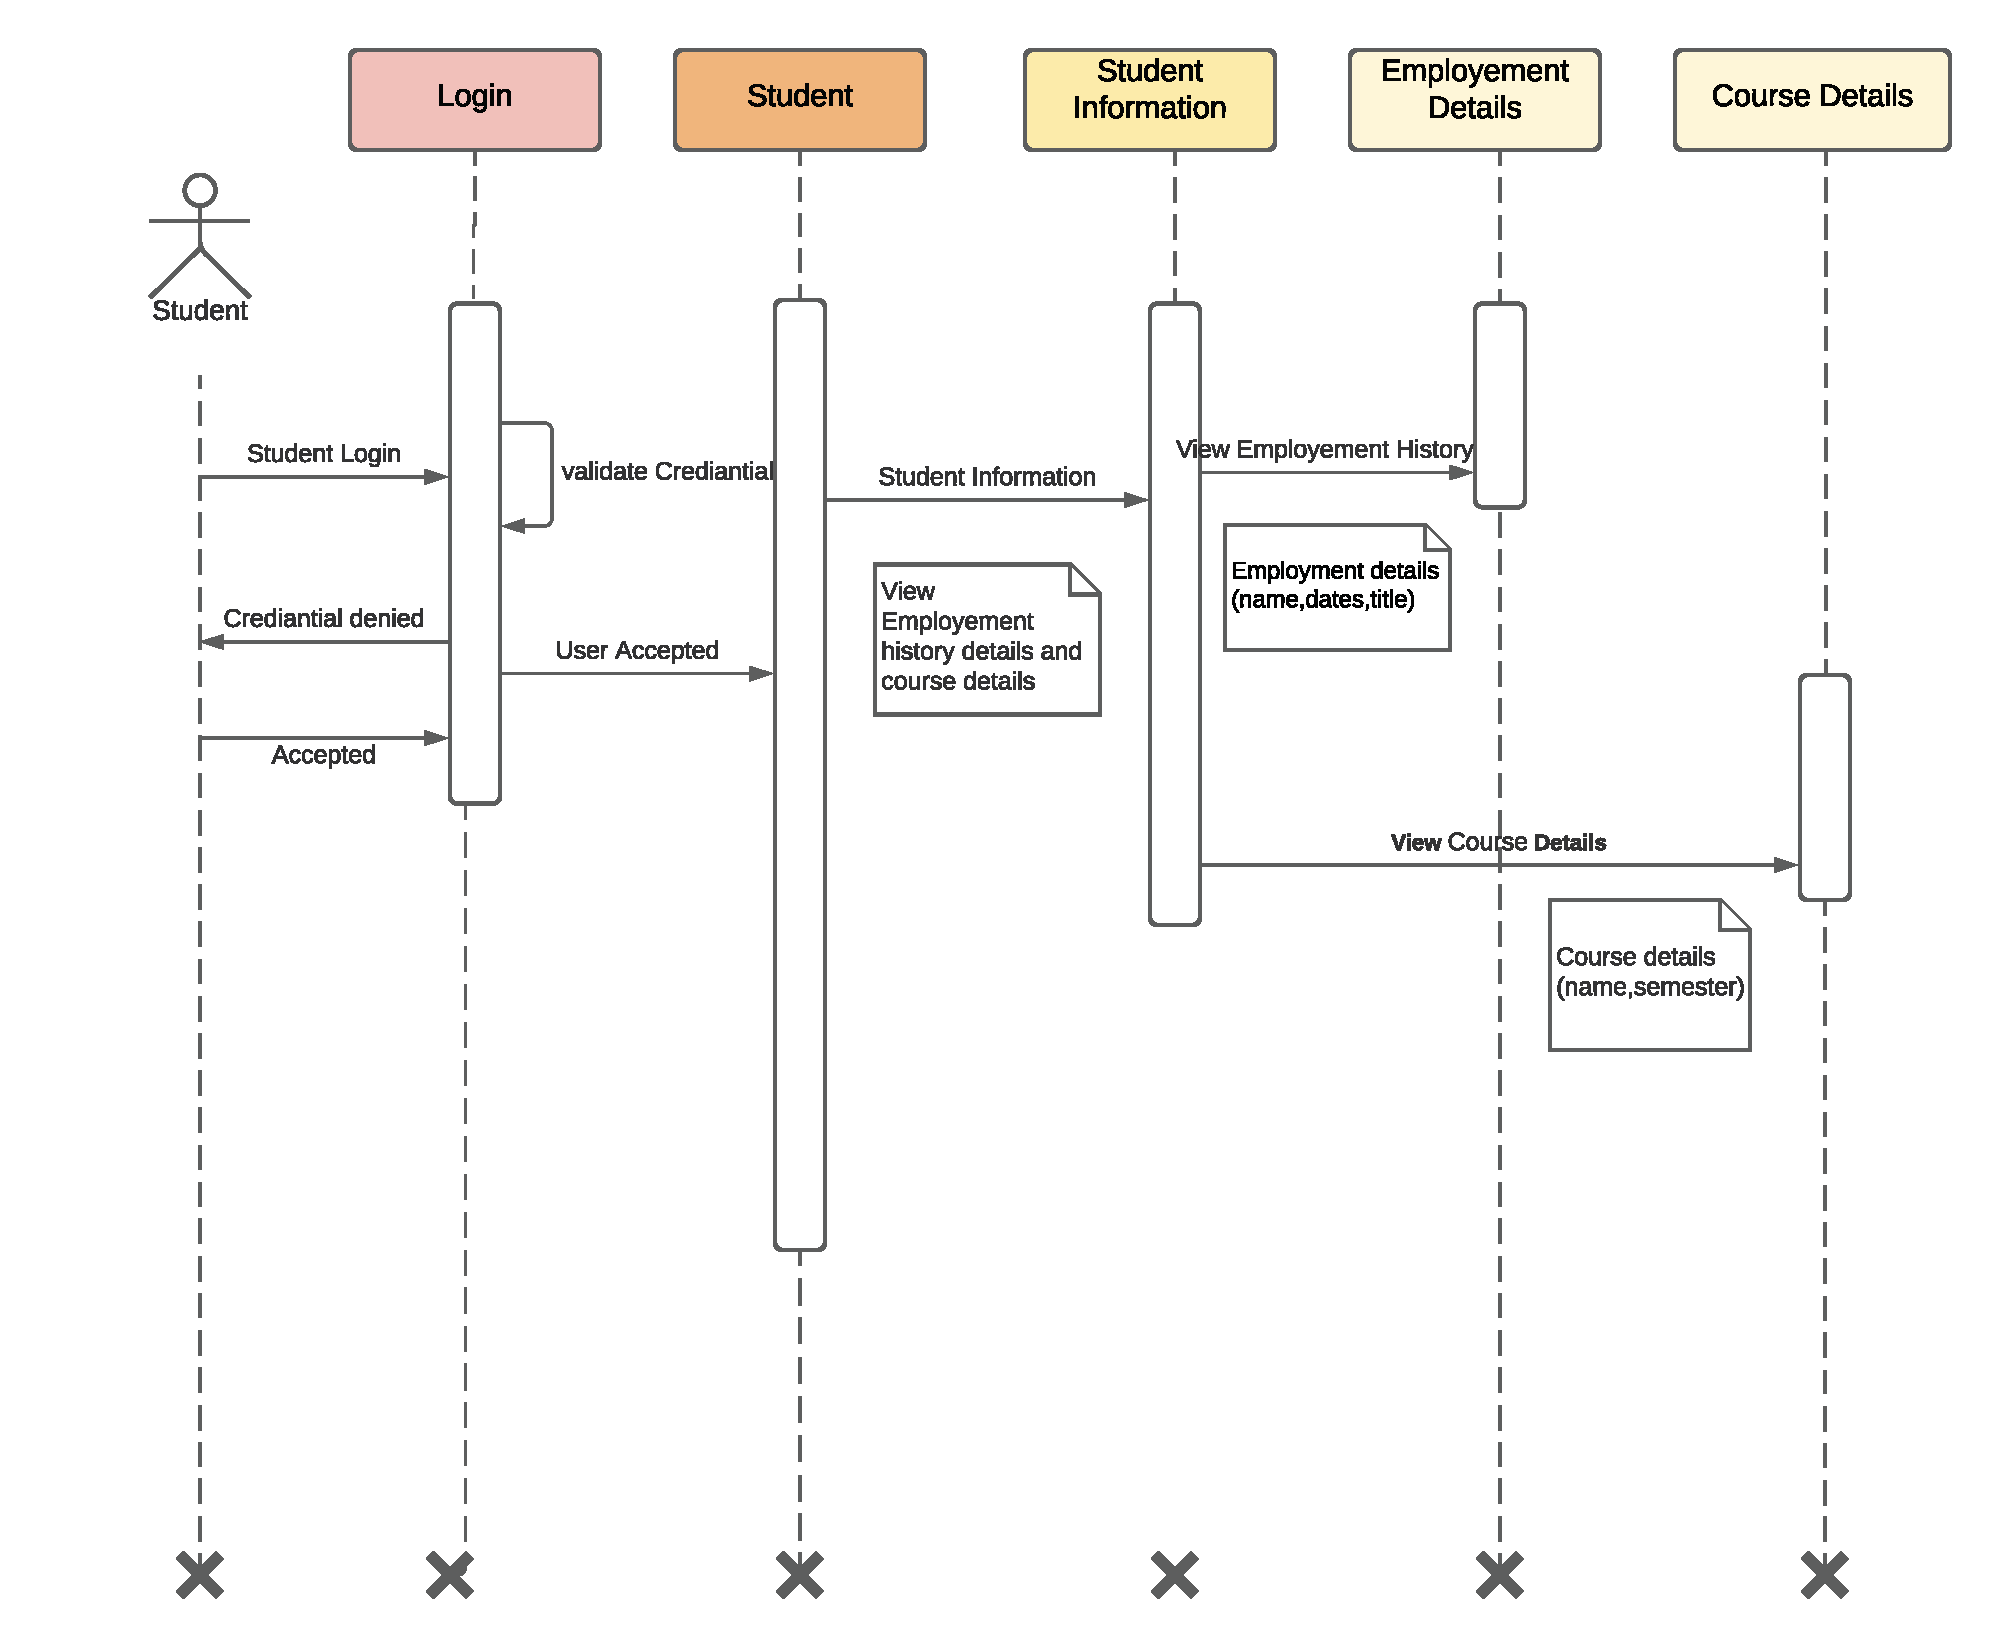 Login
Student
Student
Information
Employement
Details
Course Details
Student
Student Login
validate Crediantial
Student Information
View Employement History
Employment details
(name,dates,title)
View
Employement
history details and
course details
Crediantial denied
User Accepted
Accepted
View Course Details
Course details
(name,semester)